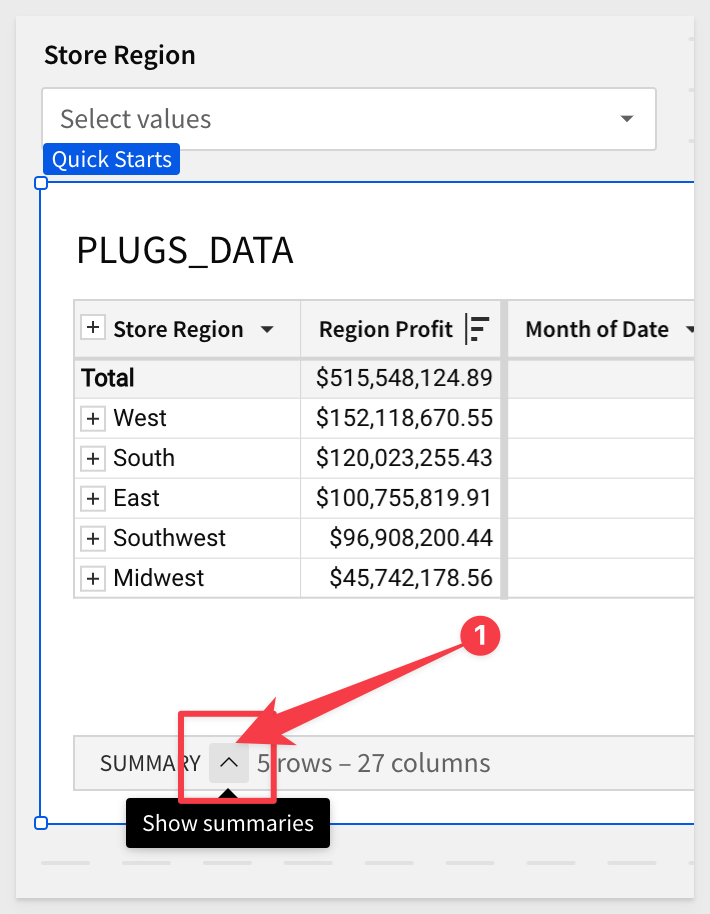 Store Region
Select values
Quick Starts
PLUGS_DATA
Store Region Region Profit Month of Date
Total $515,548,124.89
West $152,118,670.55
South $120,023,255.43
East $100,755,819.91
Southwest $96,908,200.44
Midwest $45,742,178.56
1
SUMMARY 5 rows – 27 columns
Show summaries